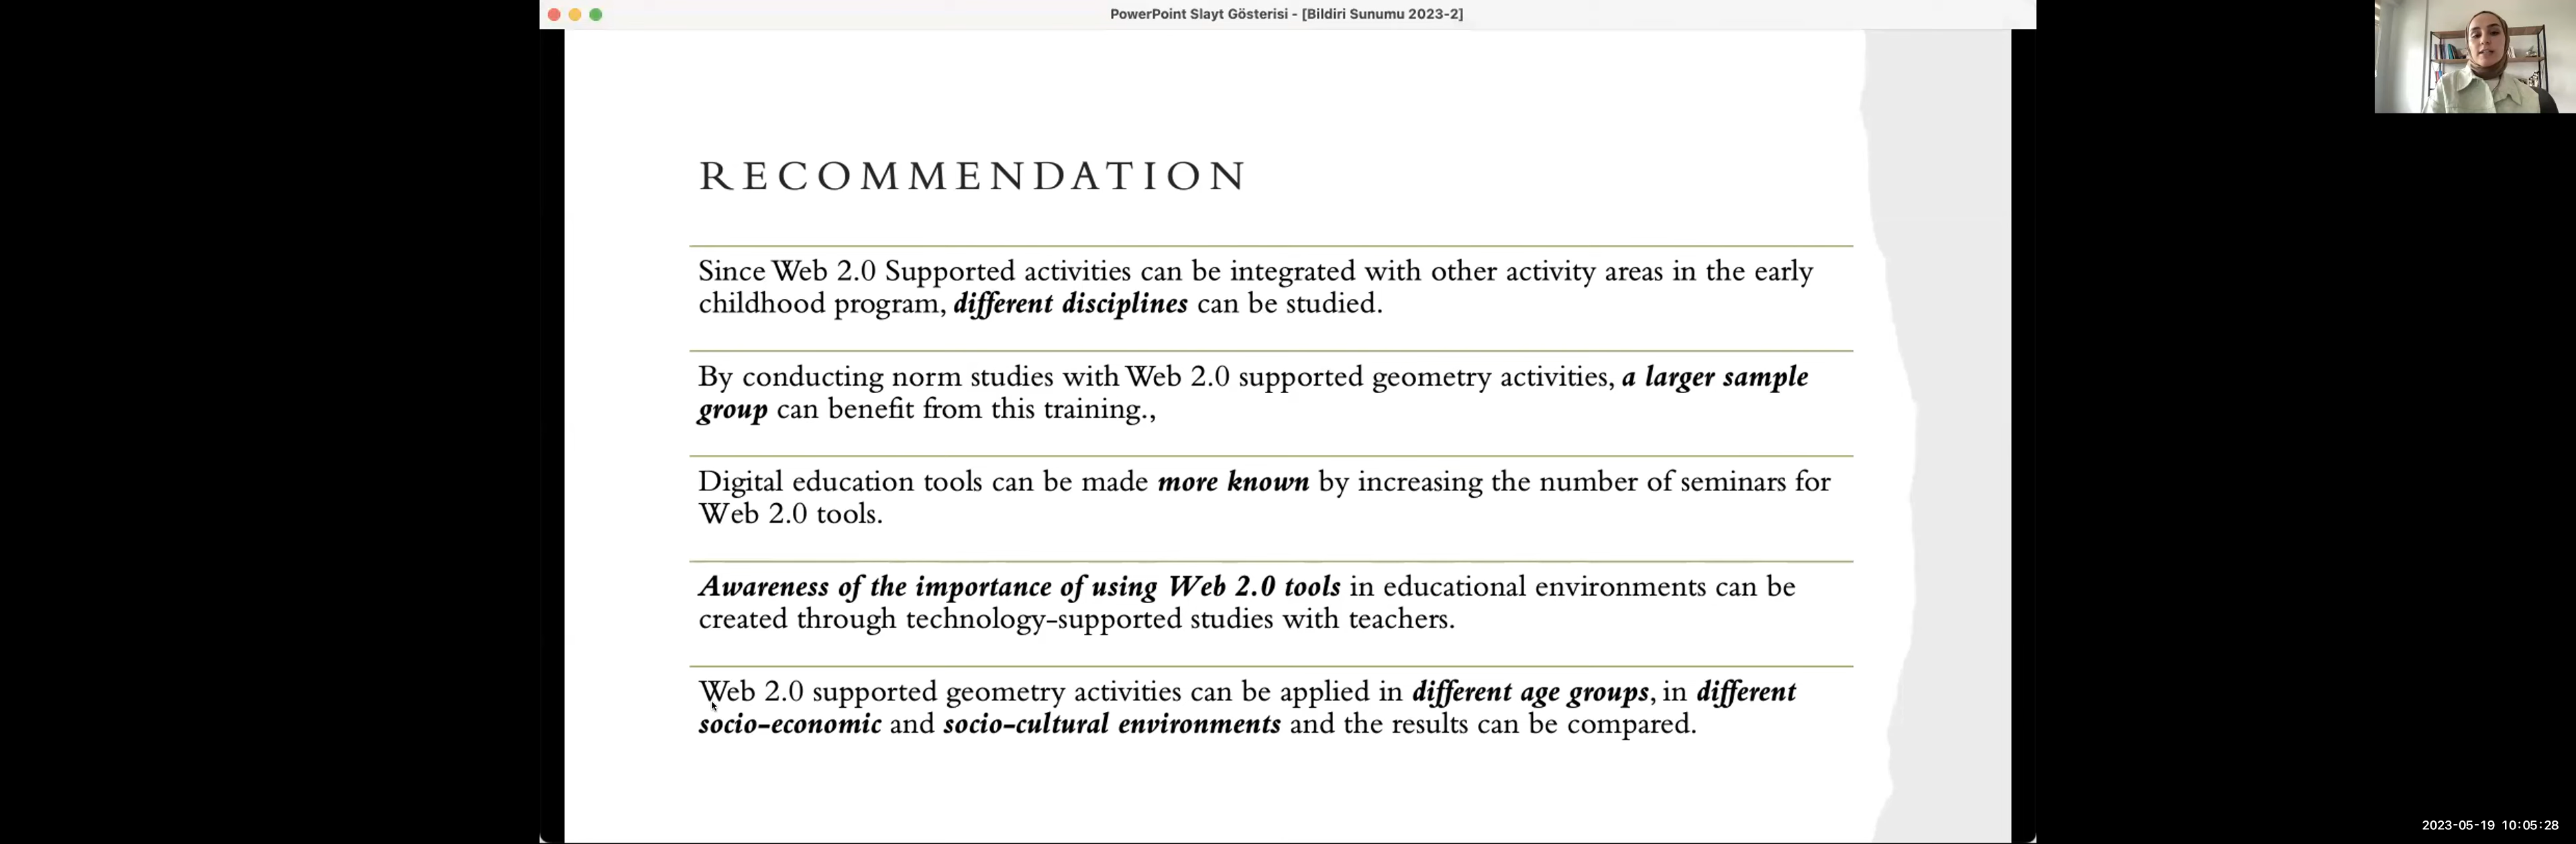 PowerPoint Slayt Gösterisi - [Bildiri Sunumu 2023-2]
RECOMMENDATION
Since Web 2.0 Supported activities can be integrated with other activity areas in the early
childhood program, different disciplines can be studied.
By conducting norm studies with Web 2.0 supported geometry activities, a larger sample
group can benefit from this training.,
Digital education tools can be made more known by increasing the number of seminars for
Web 2.0 tools.
Awareness of the importance of using Web 2.0 tools in educational environments can be
created through technology-supported studies with teachers.
Web 2.0 supported geometry activities can be applied in different age groups, in different
socio-economic and socio-cultural environments and the results can be compared.
2023-05-19 10:05:28